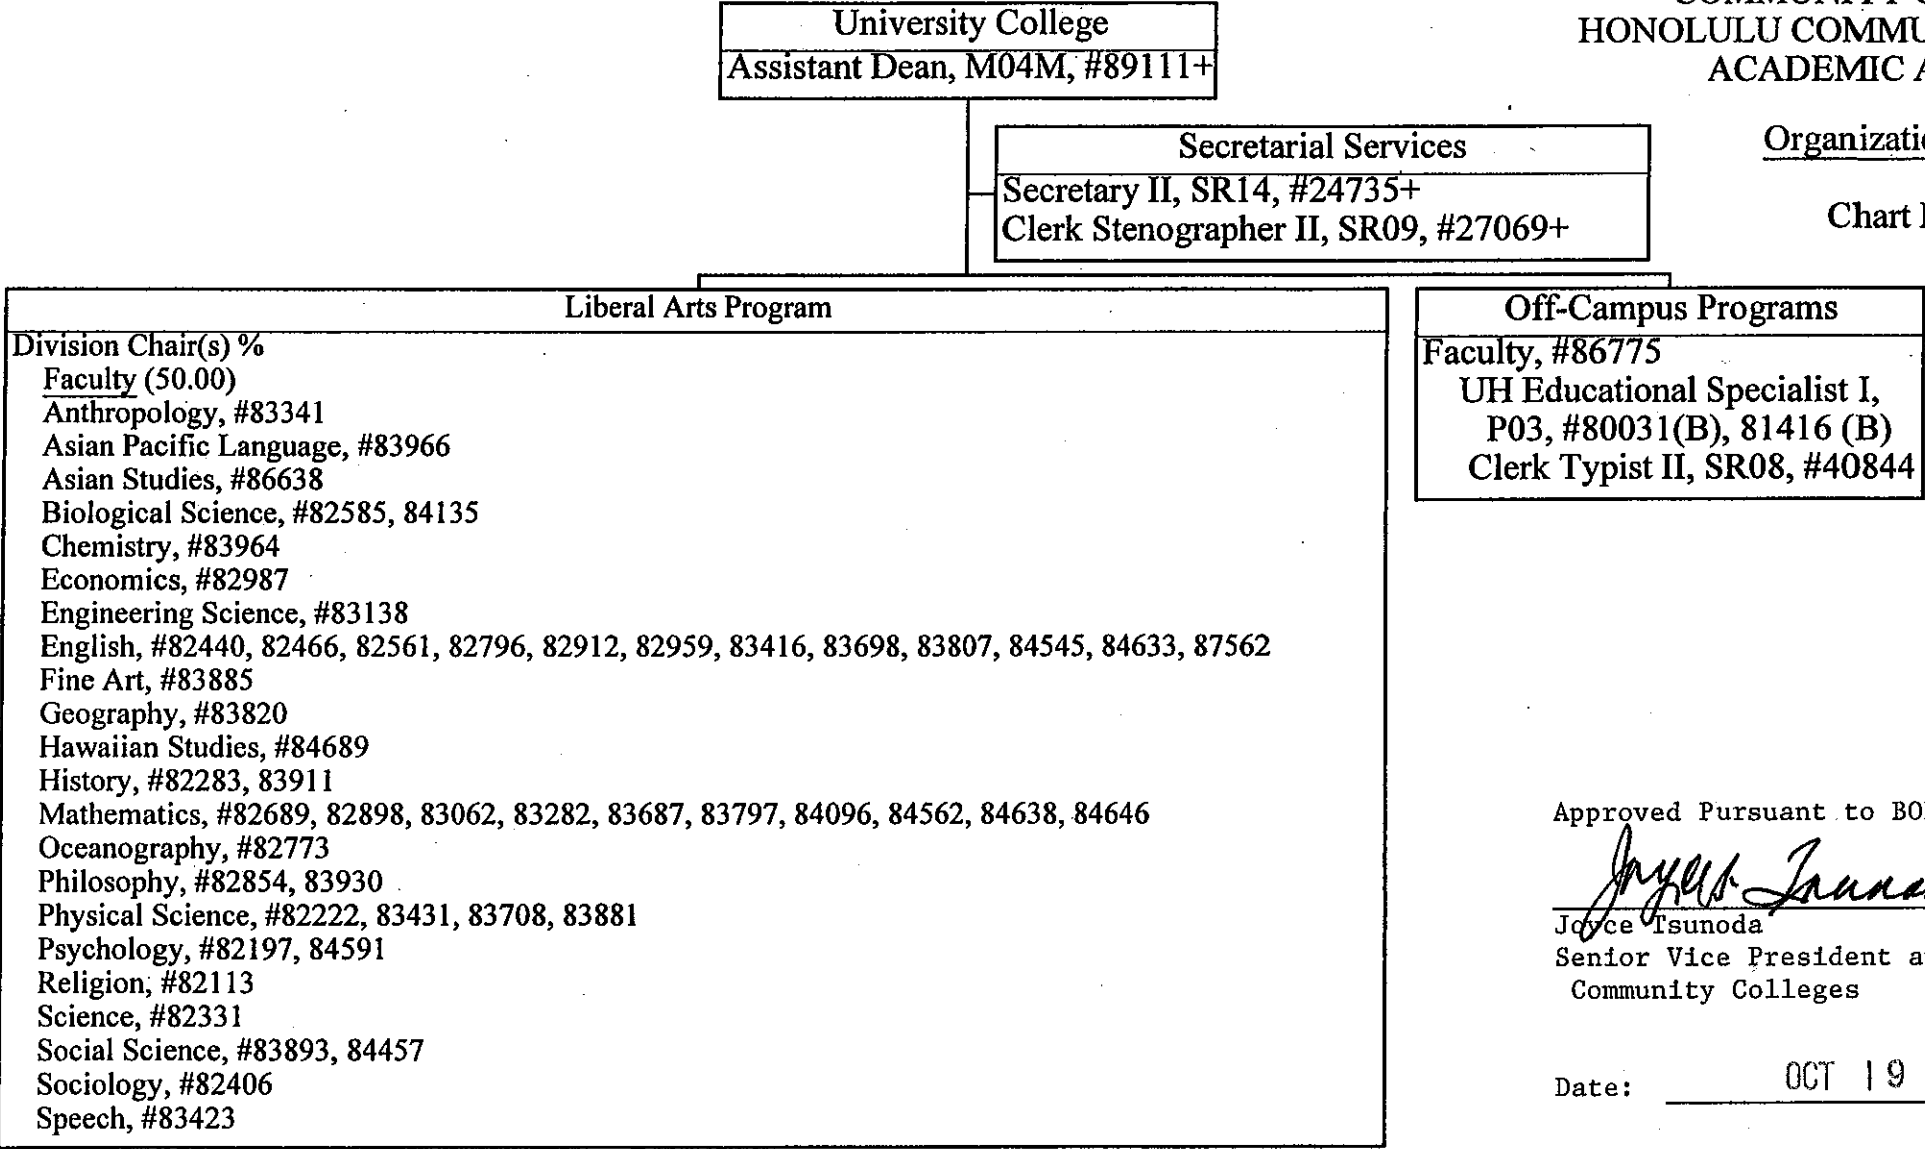 University College
Assistant Dean, M04M, #89111+
HONOLULU COMMU
ACADEMIC A
Organizati
Chart
Secretarial Services
Secretary II, SR14, #24735+
Clerk Stenographer II, SR09, #27069+
Liberal Arts Program
Division Chair(s) %
Faculty (50.00)
Anthropology, #83341
Asian Pacific Language, #83966
Asian Studies, #86638
Biological Science, #82585, 84135
Chemistry, #83964
Economics, #82987
Engineering Science, #83138
English, #82440, 82466, 82561, 82796, 82912, 82959, 83416, 83698, 83807, 84545, 84633, 87562
Fine Art, #83885
Geography, #83820
Hawaiian Studies, #84689
History, #82283, 83911
Mathematics, #82689, 82898, 83062, 83282, 83687, 83797, 84096, 84562, 84638, 84646
Oceanography, #82773
Philosophy, #82854, 83930
Physical Science, #82222, 83431, 83708, 83881
Psychology, #82197, 84591
Religion, #82113
Science, #82331
Social Science, #83893, 84457
Sociology, #82406
Speech, #83423
Off-Campus Programs
Faculty, #86775
UH Educational Specialist I,
P03, #80031(B), 81416 (B)
Clerk Typist II, SR08, #40844
Approved Pursuant to BO
Joyce Tsunoda
Senior Vice President a
Community Colleges
Date: OCT 19